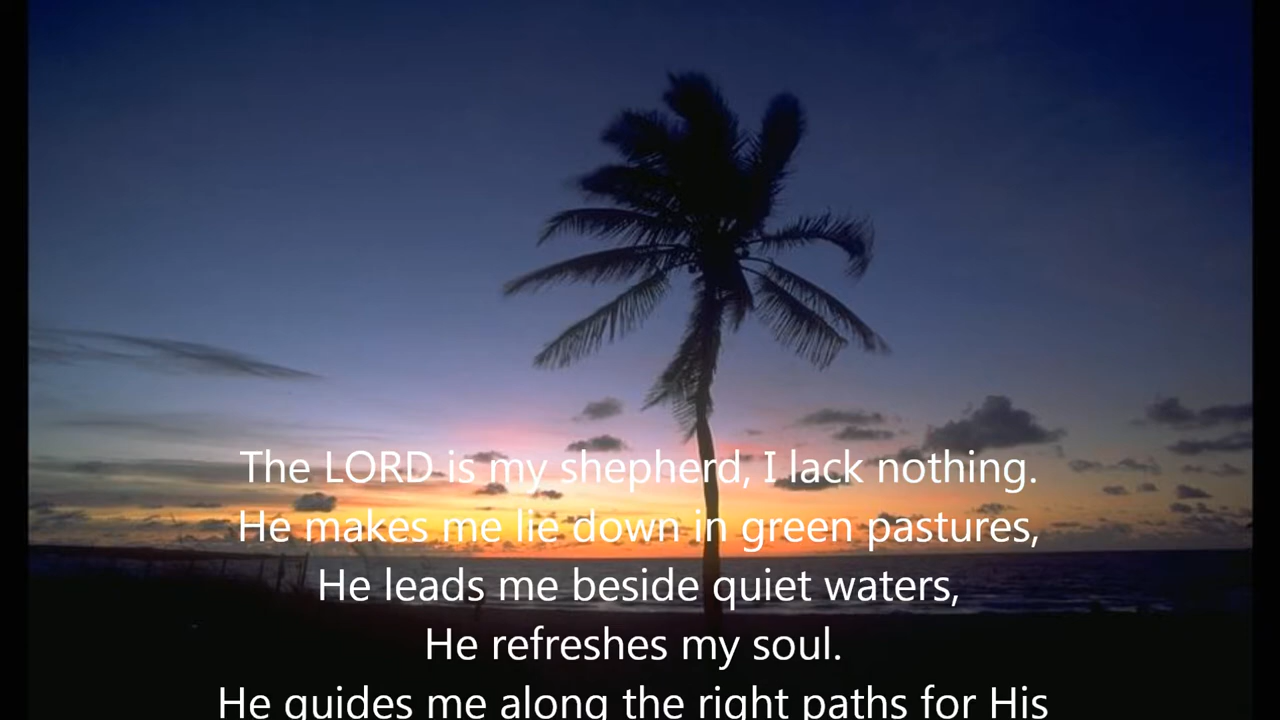 The LORD is my shepherd, I lack nothing.
He makes me lie down in green pastures,
He leads me beside quiet waters,
He refreshes my soul.
He guides me along the right paths for His